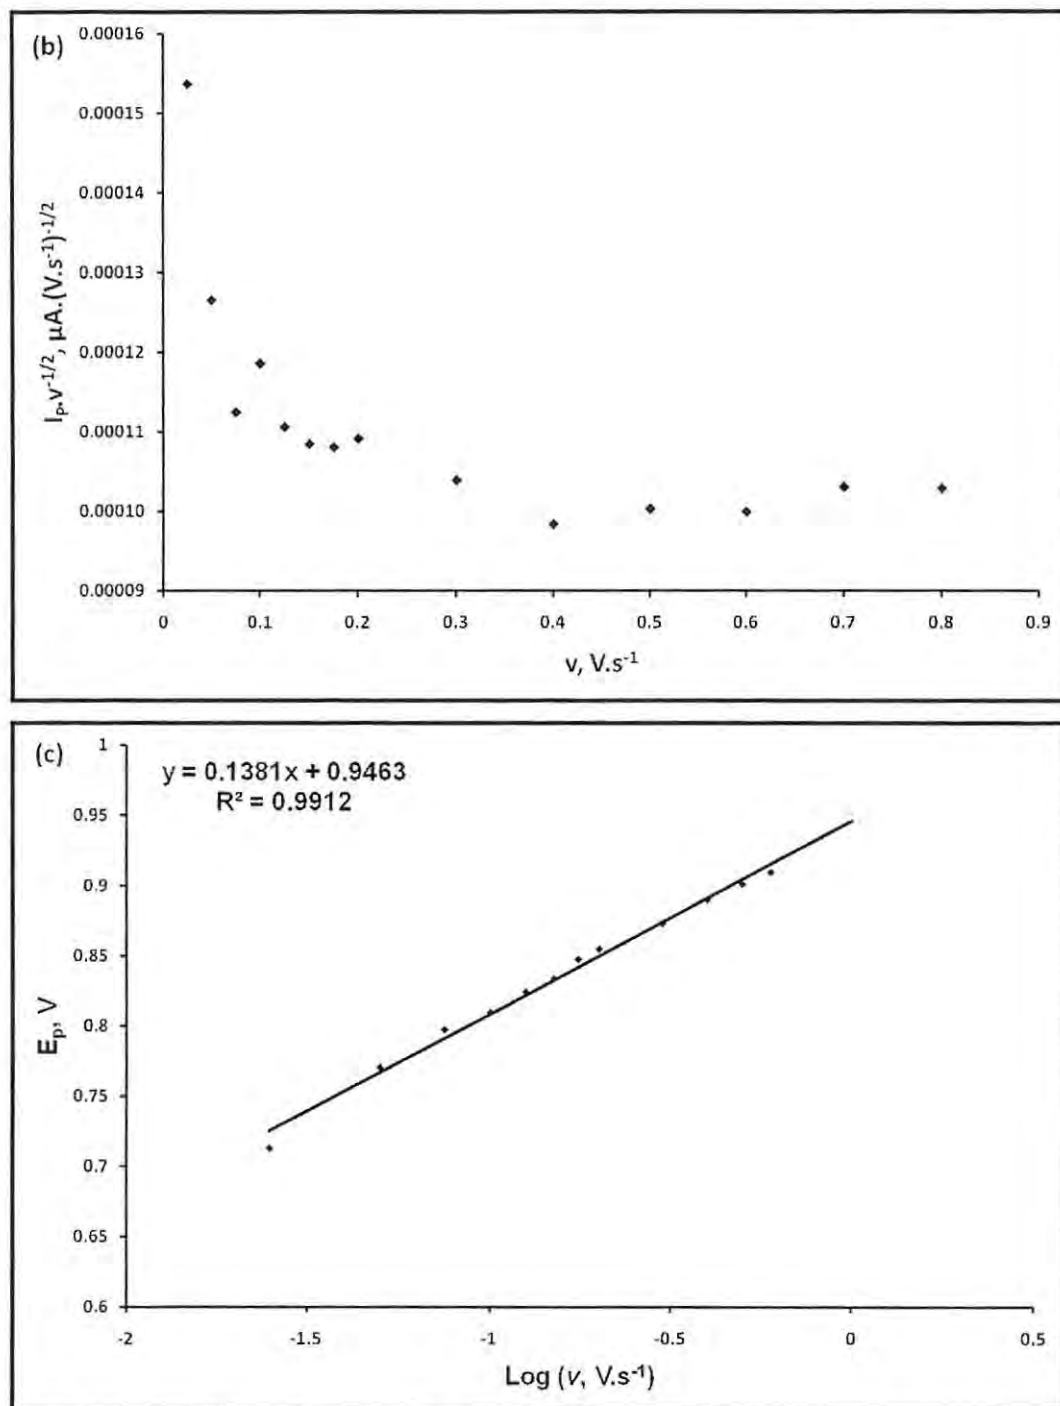 (b)
0.00016
0.00015
0.00014
0.00013
0.00012
0.00011
0.00010
0.00009
Iₚ.v⁻¹/², µA.(V.s⁻¹)⁻¹/²
0 0.1 0.2 0.3 0.4 0.5 0.6 0.7 0.8 0.9
v, V.s⁻¹
(c)
y = 0.1381x + 0.9463
R² = 0.9912
1
0.95
0.9
0.85
0.8
0.75
0.7
0.65
0.6
Eₚ, V
-2 -1.5 -1 -0.5 0 0.5
Log (v, V.s⁻¹)